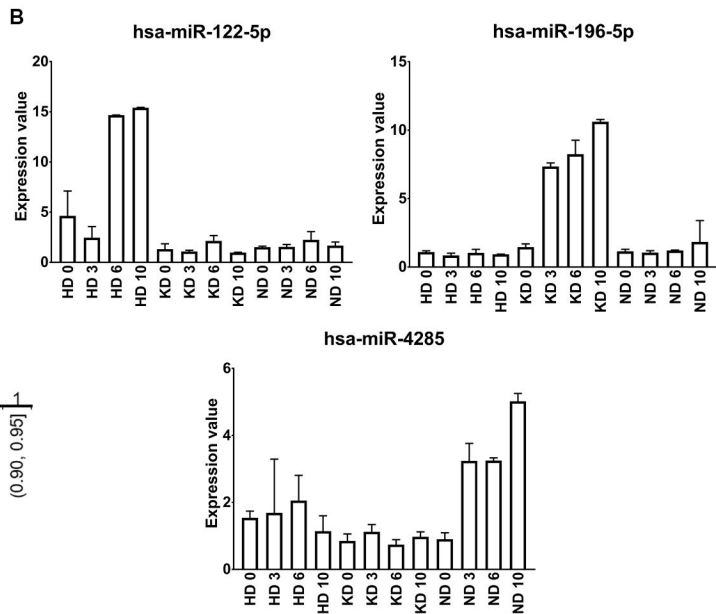 B
hsa-miR-122-5p
Expression value
20
15
10
5
0
HD 0
HD 3
HD 6
HD 10
KD 0
KD 3
KD 6
KD 10
ND 0
ND 3
ND 6
ND 10
hsa-miR-196-5p
Expression value
15
10
5
0
HD 0
HD 3
HD 6
HD 10
KD 0
KD 3
KD 6
KD 10
ND 0
ND 3
ND 6
ND 10
1
(0.90, 0.95]
hsa-miR-4285
Expression value
6
4
2
0
HD 0
HD 3
HD 6
HD 10
KD 0
KD 3
KD 6
KD 10
ND 0
ND 3
ND 6
ND 10